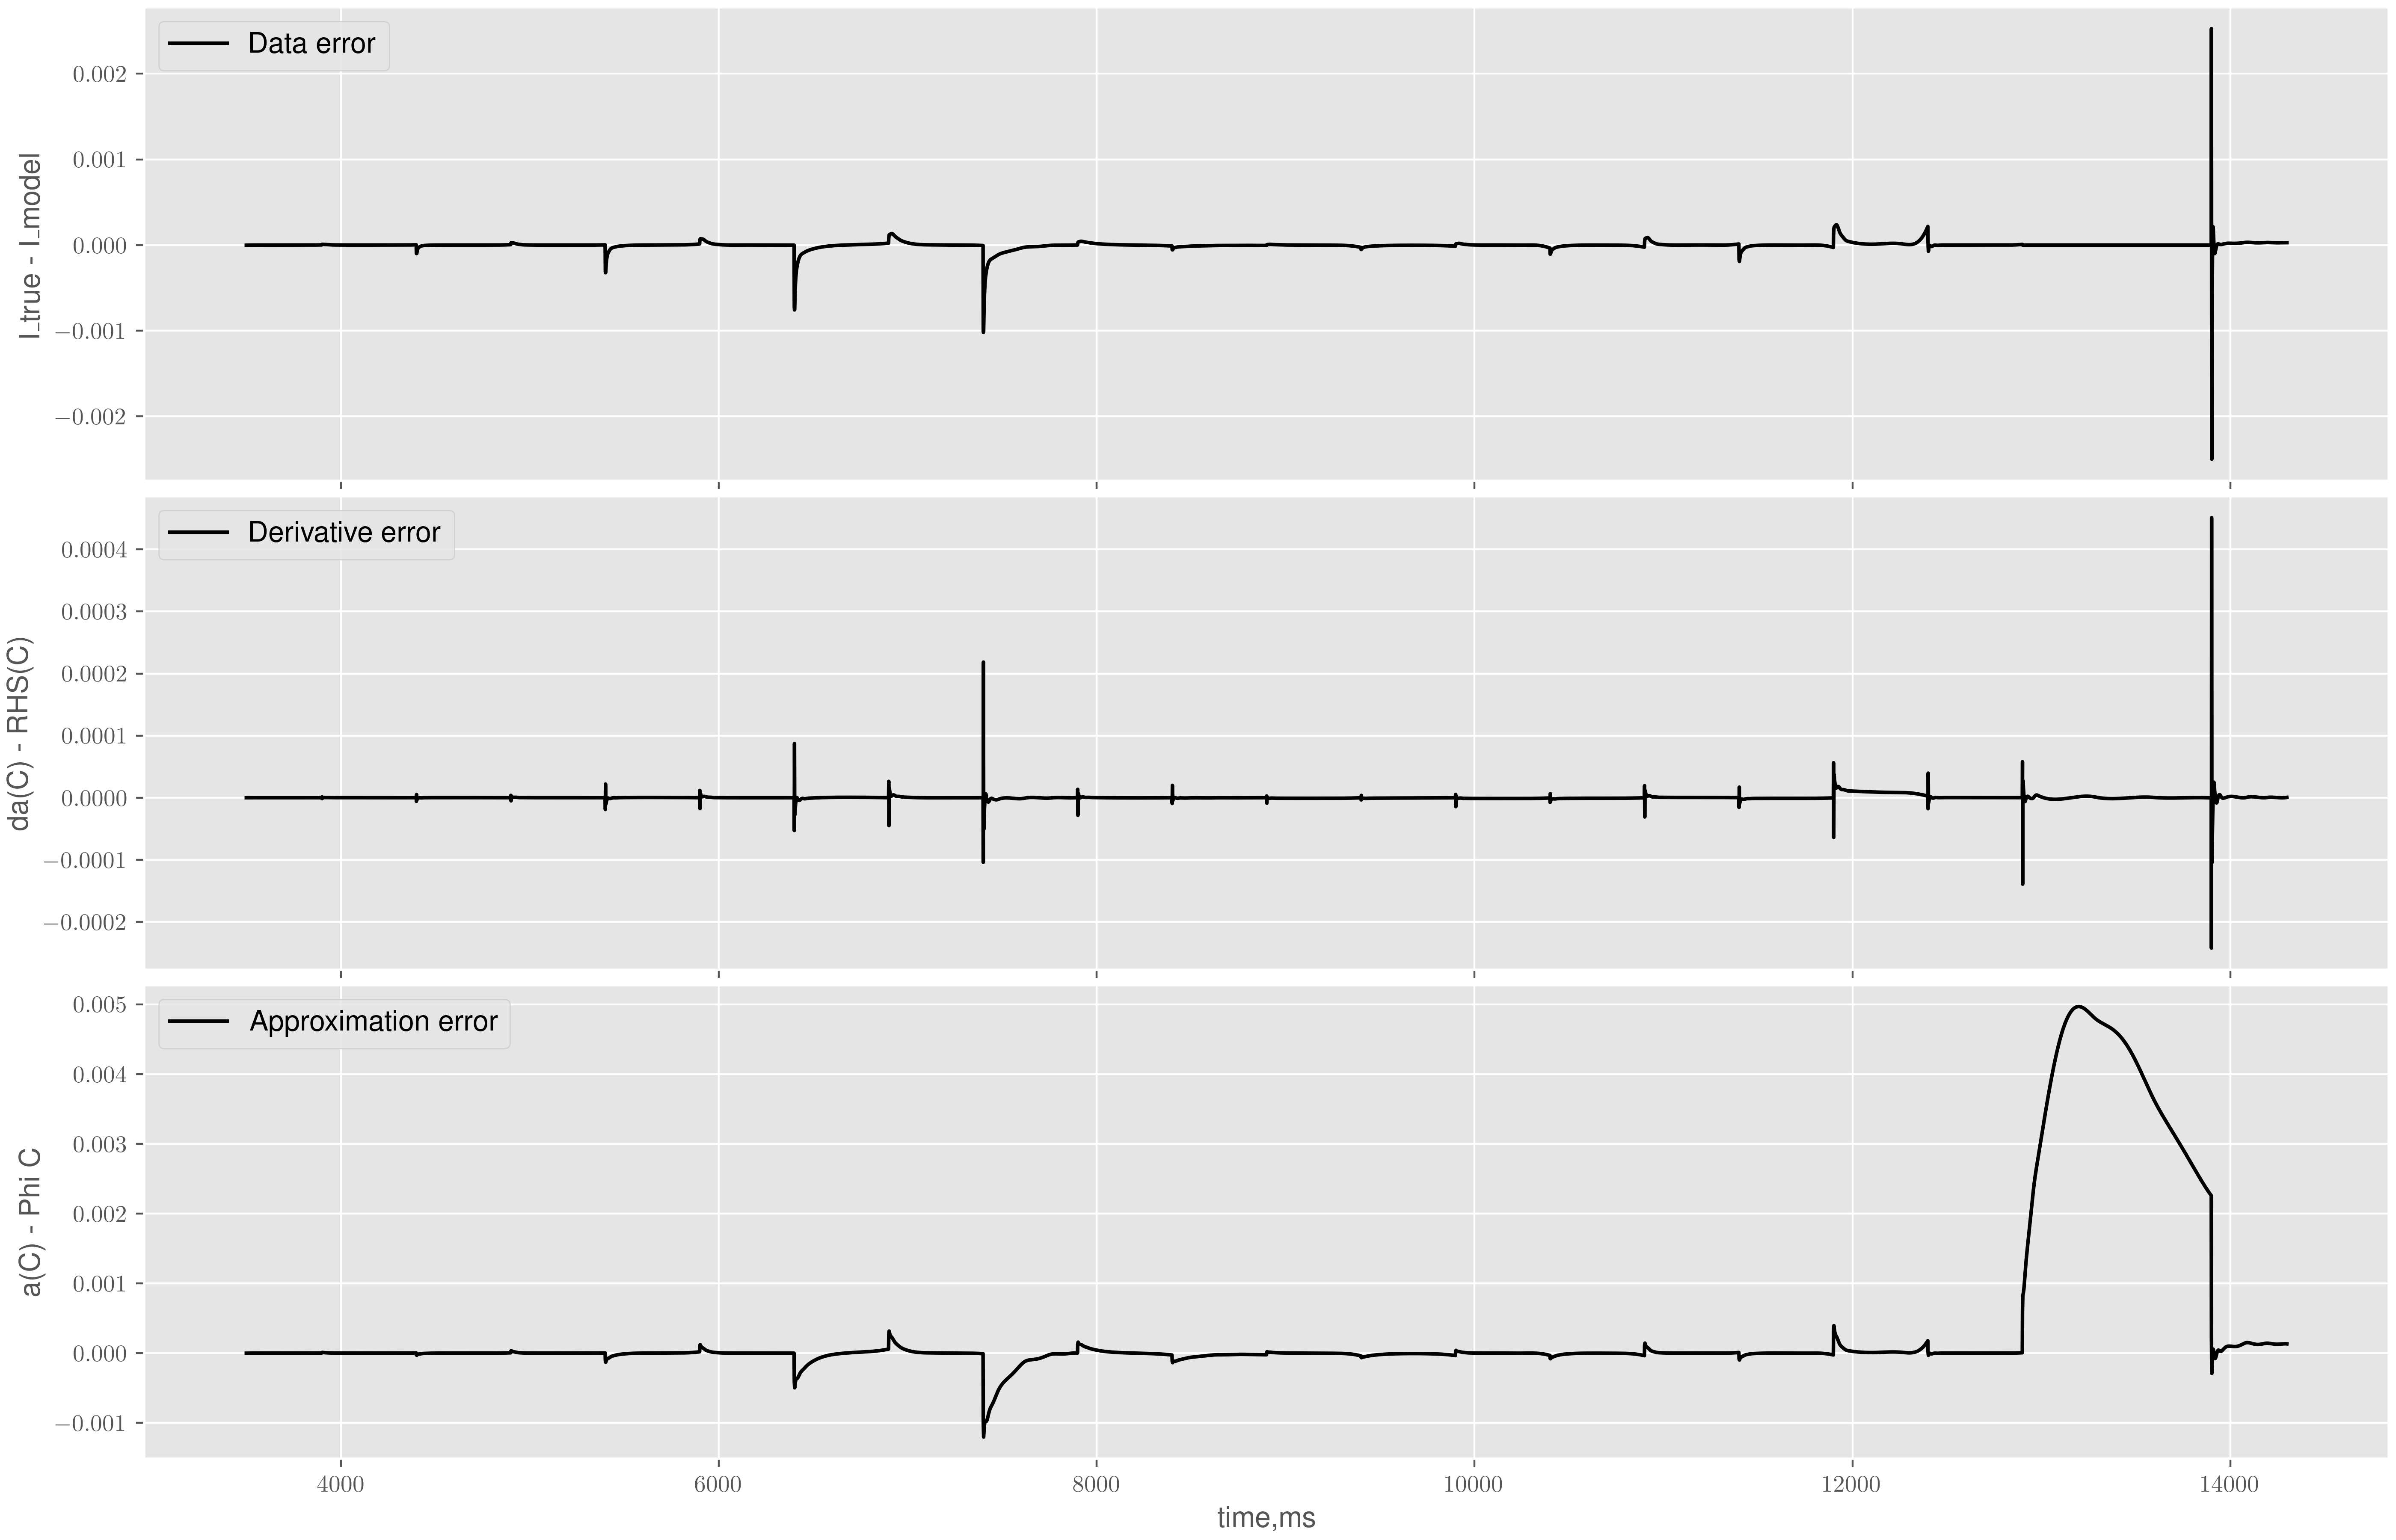 Data error
0.002
0.001
0.000
−0.001
−0.002
I_true - I_model
Derivative error
0.0004
0.0003
0.0002
0.0001
0.0000
−0.0001
−0.0002
da(C) - RHS(C)
Approximation error
0.005
0.004
0.003
0.002
0.001
0.000
−0.001
a(C) - Phi C
4000 6000 8000 10000 12000 14000
time,ms